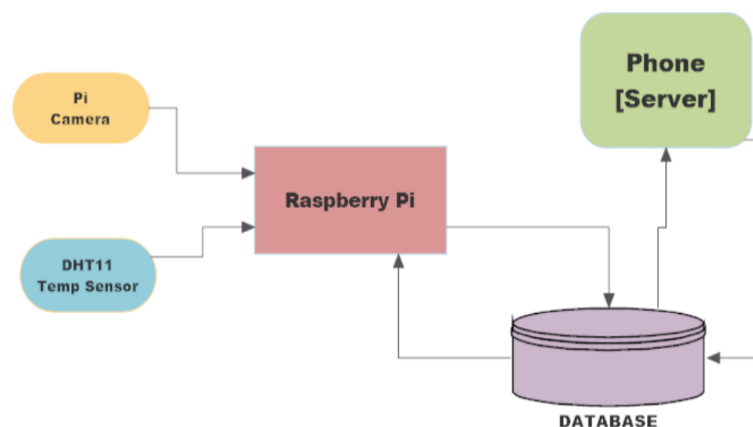 Pi
Camera
DHT11
Temp Sensor
Raspberry Pi
Phone
[Server]
DATABASE